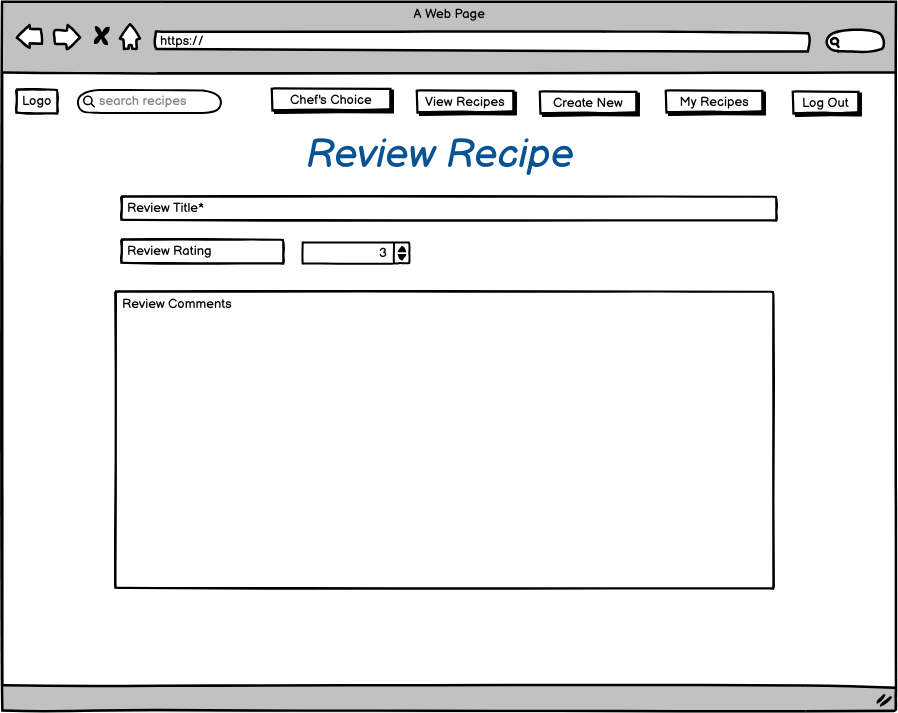 A Web Page
https://
Logo
search recipes
Chef's Choice
View Recipes
Create New
My Recipes
Log Out
Review Recipe
Review Title*
Review Rating
3
Review Comments